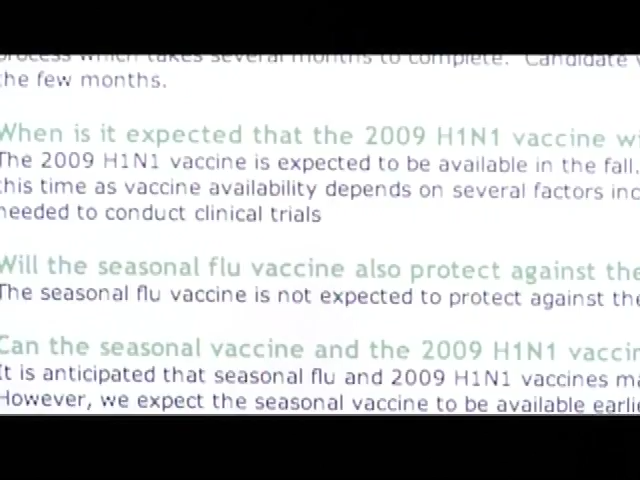 process which takes several months to complete. Candidate
the few months.
When is it expected that the 2009 H1N1 vaccine wi
The 2009 H1N1 vaccine is expected to be available in the fall.
this time as vaccine availability depends on several factors inc
needed to conduct clinical trials
Will the seasonal flu vaccine also protect against the
The seasonal flu vaccine is not expected to protect against the
Can the seasonal vaccine and the 2009 H1N1 vaccin
It is anticipated that seasonal flu and 2009 H1N1 vaccines ma
However, we expect the seasonal vaccine to be available earlie